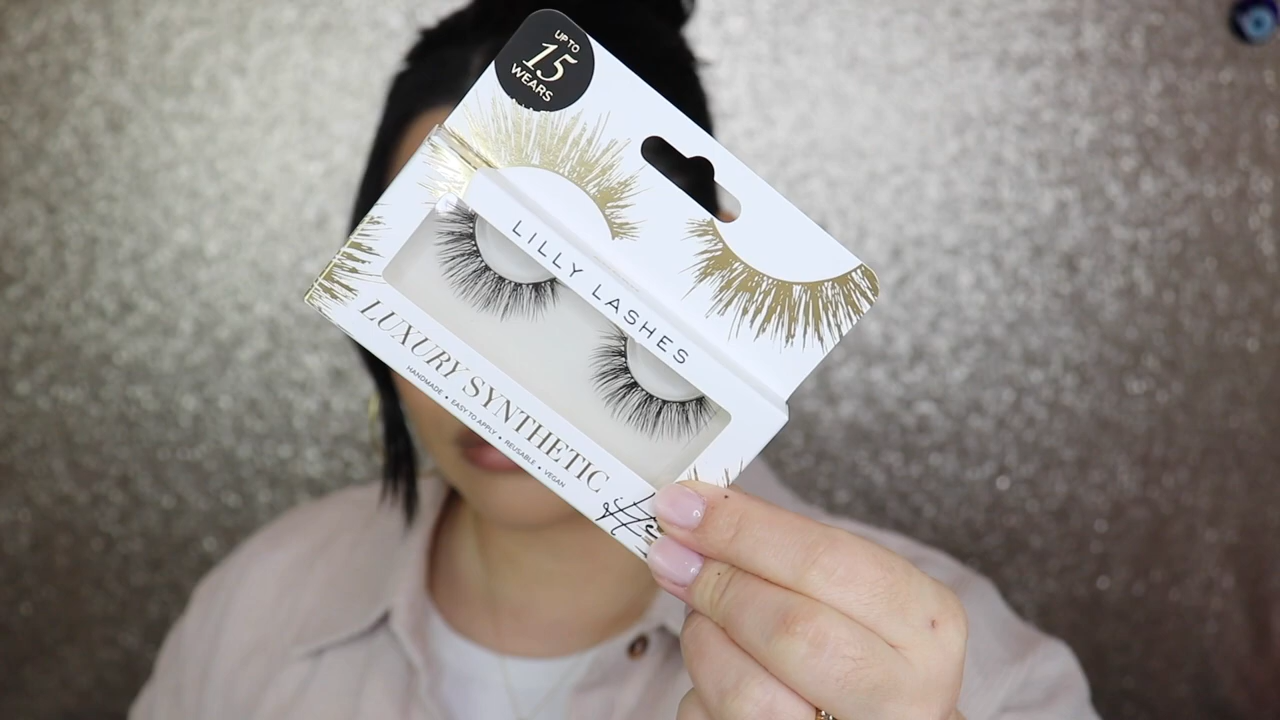 UP TO
15
WEARS
LILLY LASHES
LUXURY SYNTHETIC
HANDMADE • EASY TO APPLY • REUSABLE • VEGAN